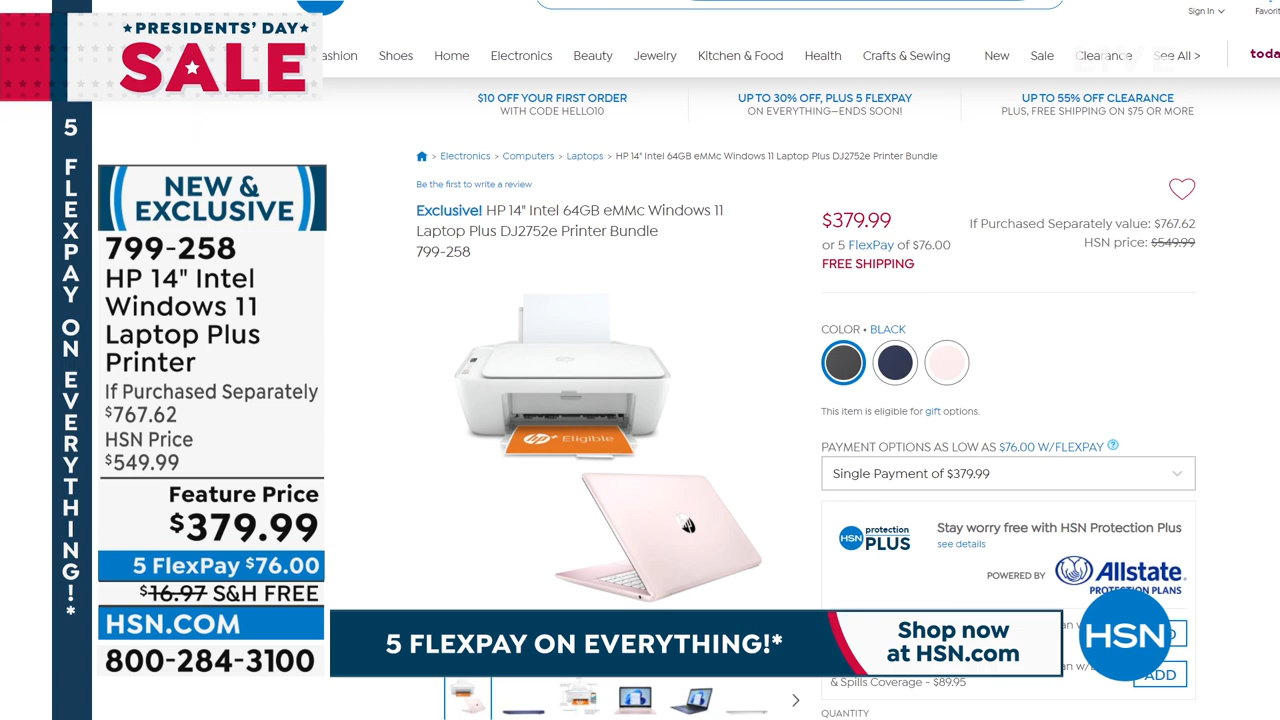 ★PRESIDENTS' DAY★
SALE
5 FLEXPAY ON EVERYTHING!*
Sign In
Shoes
Home
Electronics
Beauty
Jewelry
Kitchen & Food
Health
Crafts & Sewing
New
Sale
Clearance
See All >
$10 OFF YOUR FIRST ORDER
WITH CODE HELLO10
UP TO 30% OFF, PLUS 5 FLEXPAY
ON EVERYTHING—ENDS SOON!
UP TO 55% OFF CLEARANCE
PLUS, FREE SHIPPING ON $75 OR MORE
NEW &
EXCLUSIVE
799-258
HP 14" Intel
Windows 11
Laptop Plus
Printer
If Purchased Separately
$767.62
HSN Price
$549.99
Feature Price
$379.99
5 FlexPay $76.00
$16.97 S&H FREE
HSN.COM
800-284-3100
> Electronics > Computers > Laptops > HP 14" Intel 64GB eMMc Windows 11 Laptop Plus DJ2752e Printer Bundle
Be the first to write a review
Exclusive! HP 14" Intel 64GB eMMc Windows 11
Laptop Plus DJ2752e Printer Bundle
799-258
hp+ Eligible
hp
$379.99
or 5 FlexPay of $76.00
FREE SHIPPING
If Purchased Separately value: $767.62
HSN price: $549.99
COLOR • BLACK
This item is eligible for gift options.
PAYMENT OPTIONS AS LOW AS $76.00 W/FLEXPAY ?
Single Payment of $379.99
HSN protection PLUS
Stay worry free with HSN Protection Plus
see details
POWERED BY Allstate.
PROTECTION PLANS
& Spills Coverage - $89.95
ADD
QUANTITY
5 FLEXPAY ON EVERYTHING!*
Shop now
at HSN.com
HSN